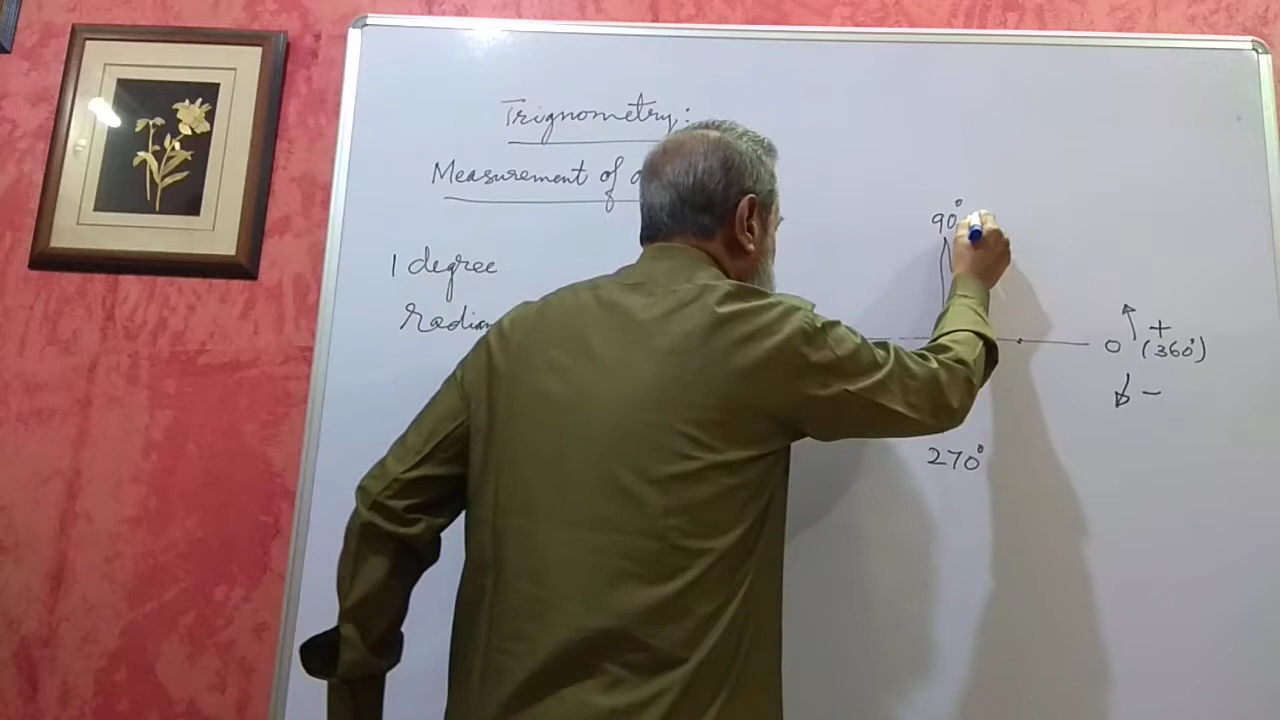 Trignometry:
Measurement of
1 degree
radian
90°
0 (360°) +
-
270°